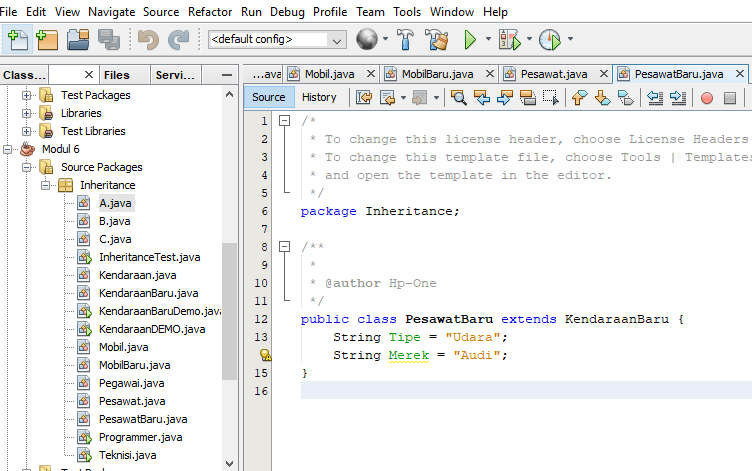 File Edit View Navigate Source Refactor Run Debug Profile Team Tools Window Help
<default config>
Class... Files Servi...
...ava Mobil.java MobilBaru.java Pesawat.java PesawatBaru.java
Source History
Test Packages
Libraries
Test Libraries
Modul 6
Source Packages
Inheritance
A.java
B.java
C.java
InheritanceTest.java
Kendaraan.java
KendaraanBaru.java
KendaraanBaruDemo.java
KendaraanDEMO.java
Mobil.java
MobilBaru.java
Pegawai.java
Pesawat.java
PesawatBaru.java
Programmer.java
Teknisi.java
1 /*
2 * To change this license header, choose License Headers
3 * To change this template file, choose Tools | Templates
4 * and open the template in the editor.
5 */
6 package Inheritance;
7
8 /**
9 *
10 * @author Hp-One
11 */
12 public class PesawatBaru extends KendaraanBaru {
13 String Tipe = "Udara";
String Merek = "Audi";
15 }
16